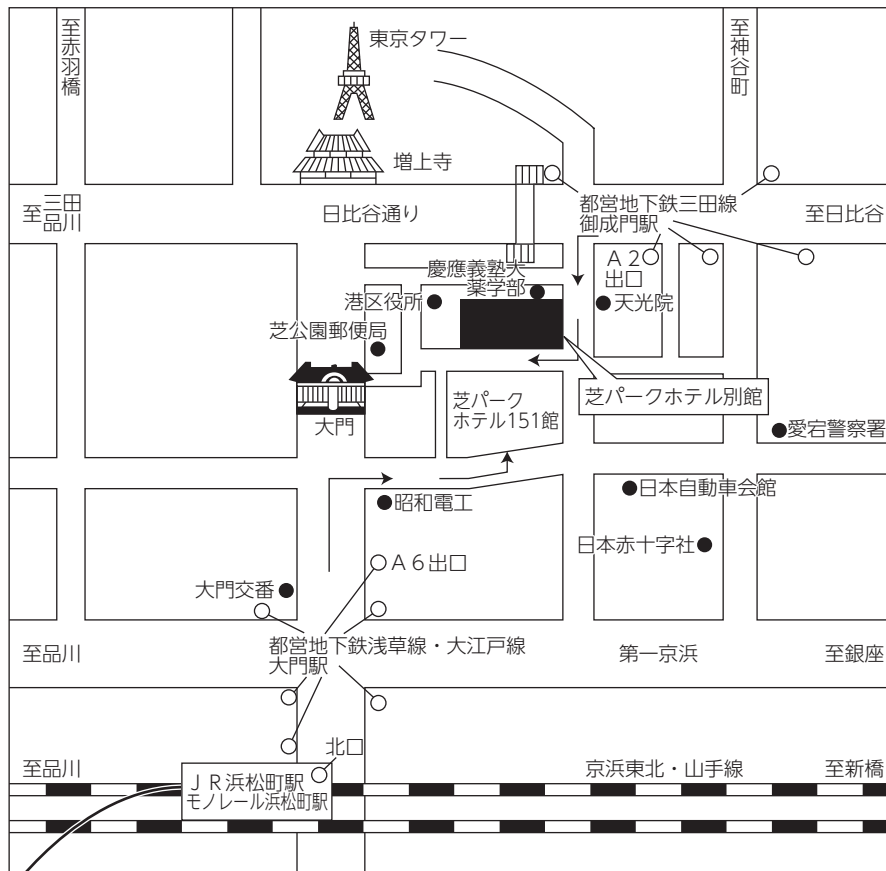 至赤羽橋
東京タワー
至神谷町
増上寺
至三田
品川
日比谷通り
都営地下鉄三田線
御成門駅
至日比谷
慶應義塾大
薬学部
A2
出口
港区役所
天光院
芝公園郵便局
芝パークホテル別館
芝パーク
ホテル151館
大門
愛宕警察署
昭和電工
日本自動車会館
日本赤十字社
A6出口
大門交番
都営地下鉄浅草線・大江戸線
大門駅
至品川
第一京浜
至銀座
北口
至品川
JR浜松町駅
モノレール浜松町駅
京浜東北・山手線
至新橋